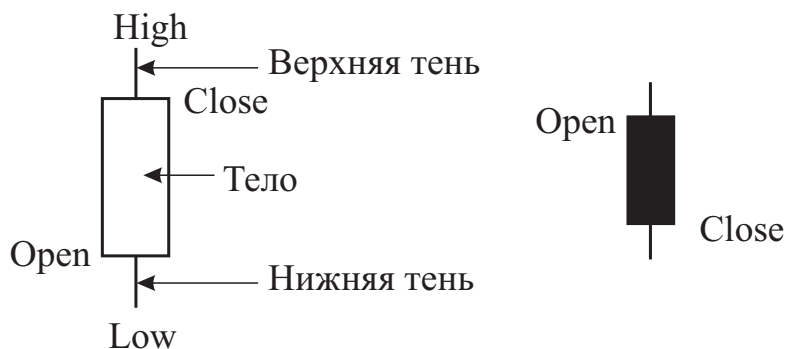 High
Верхняя тень
Close
Тело
Open
Нижняя тень
Low
Open
Close